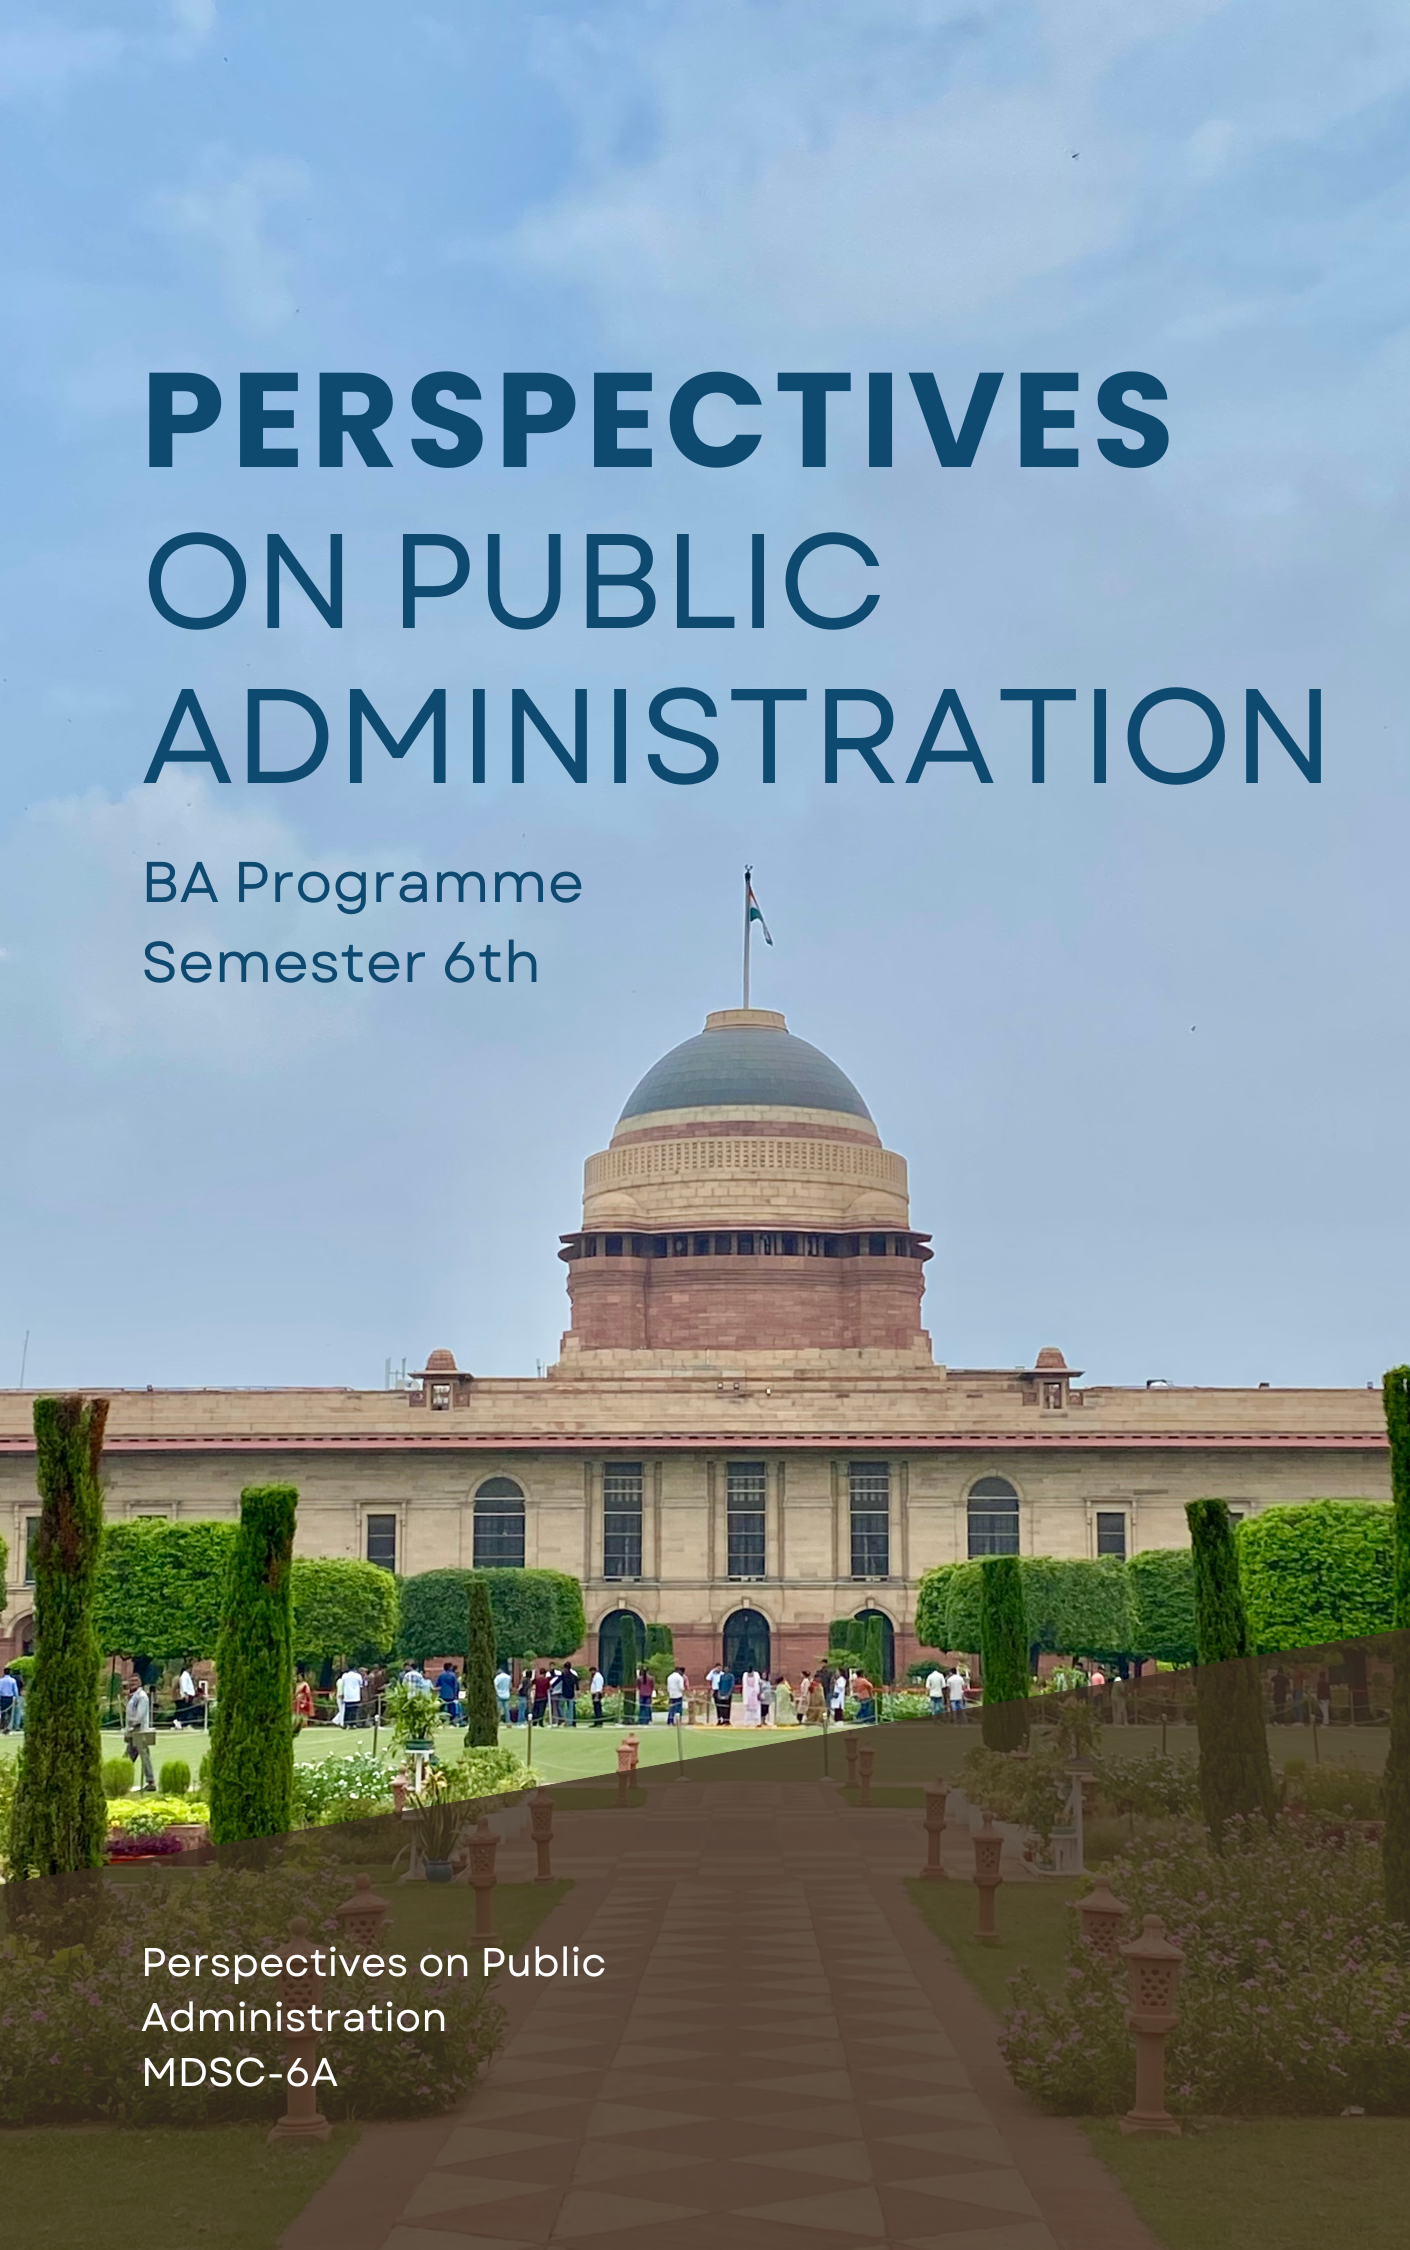 PERSPECTIVES
ON PUBLIC
ADMINISTRATION
BA Programme
Semester 6th
Perspectives on Public
Administration
MDSC-6A